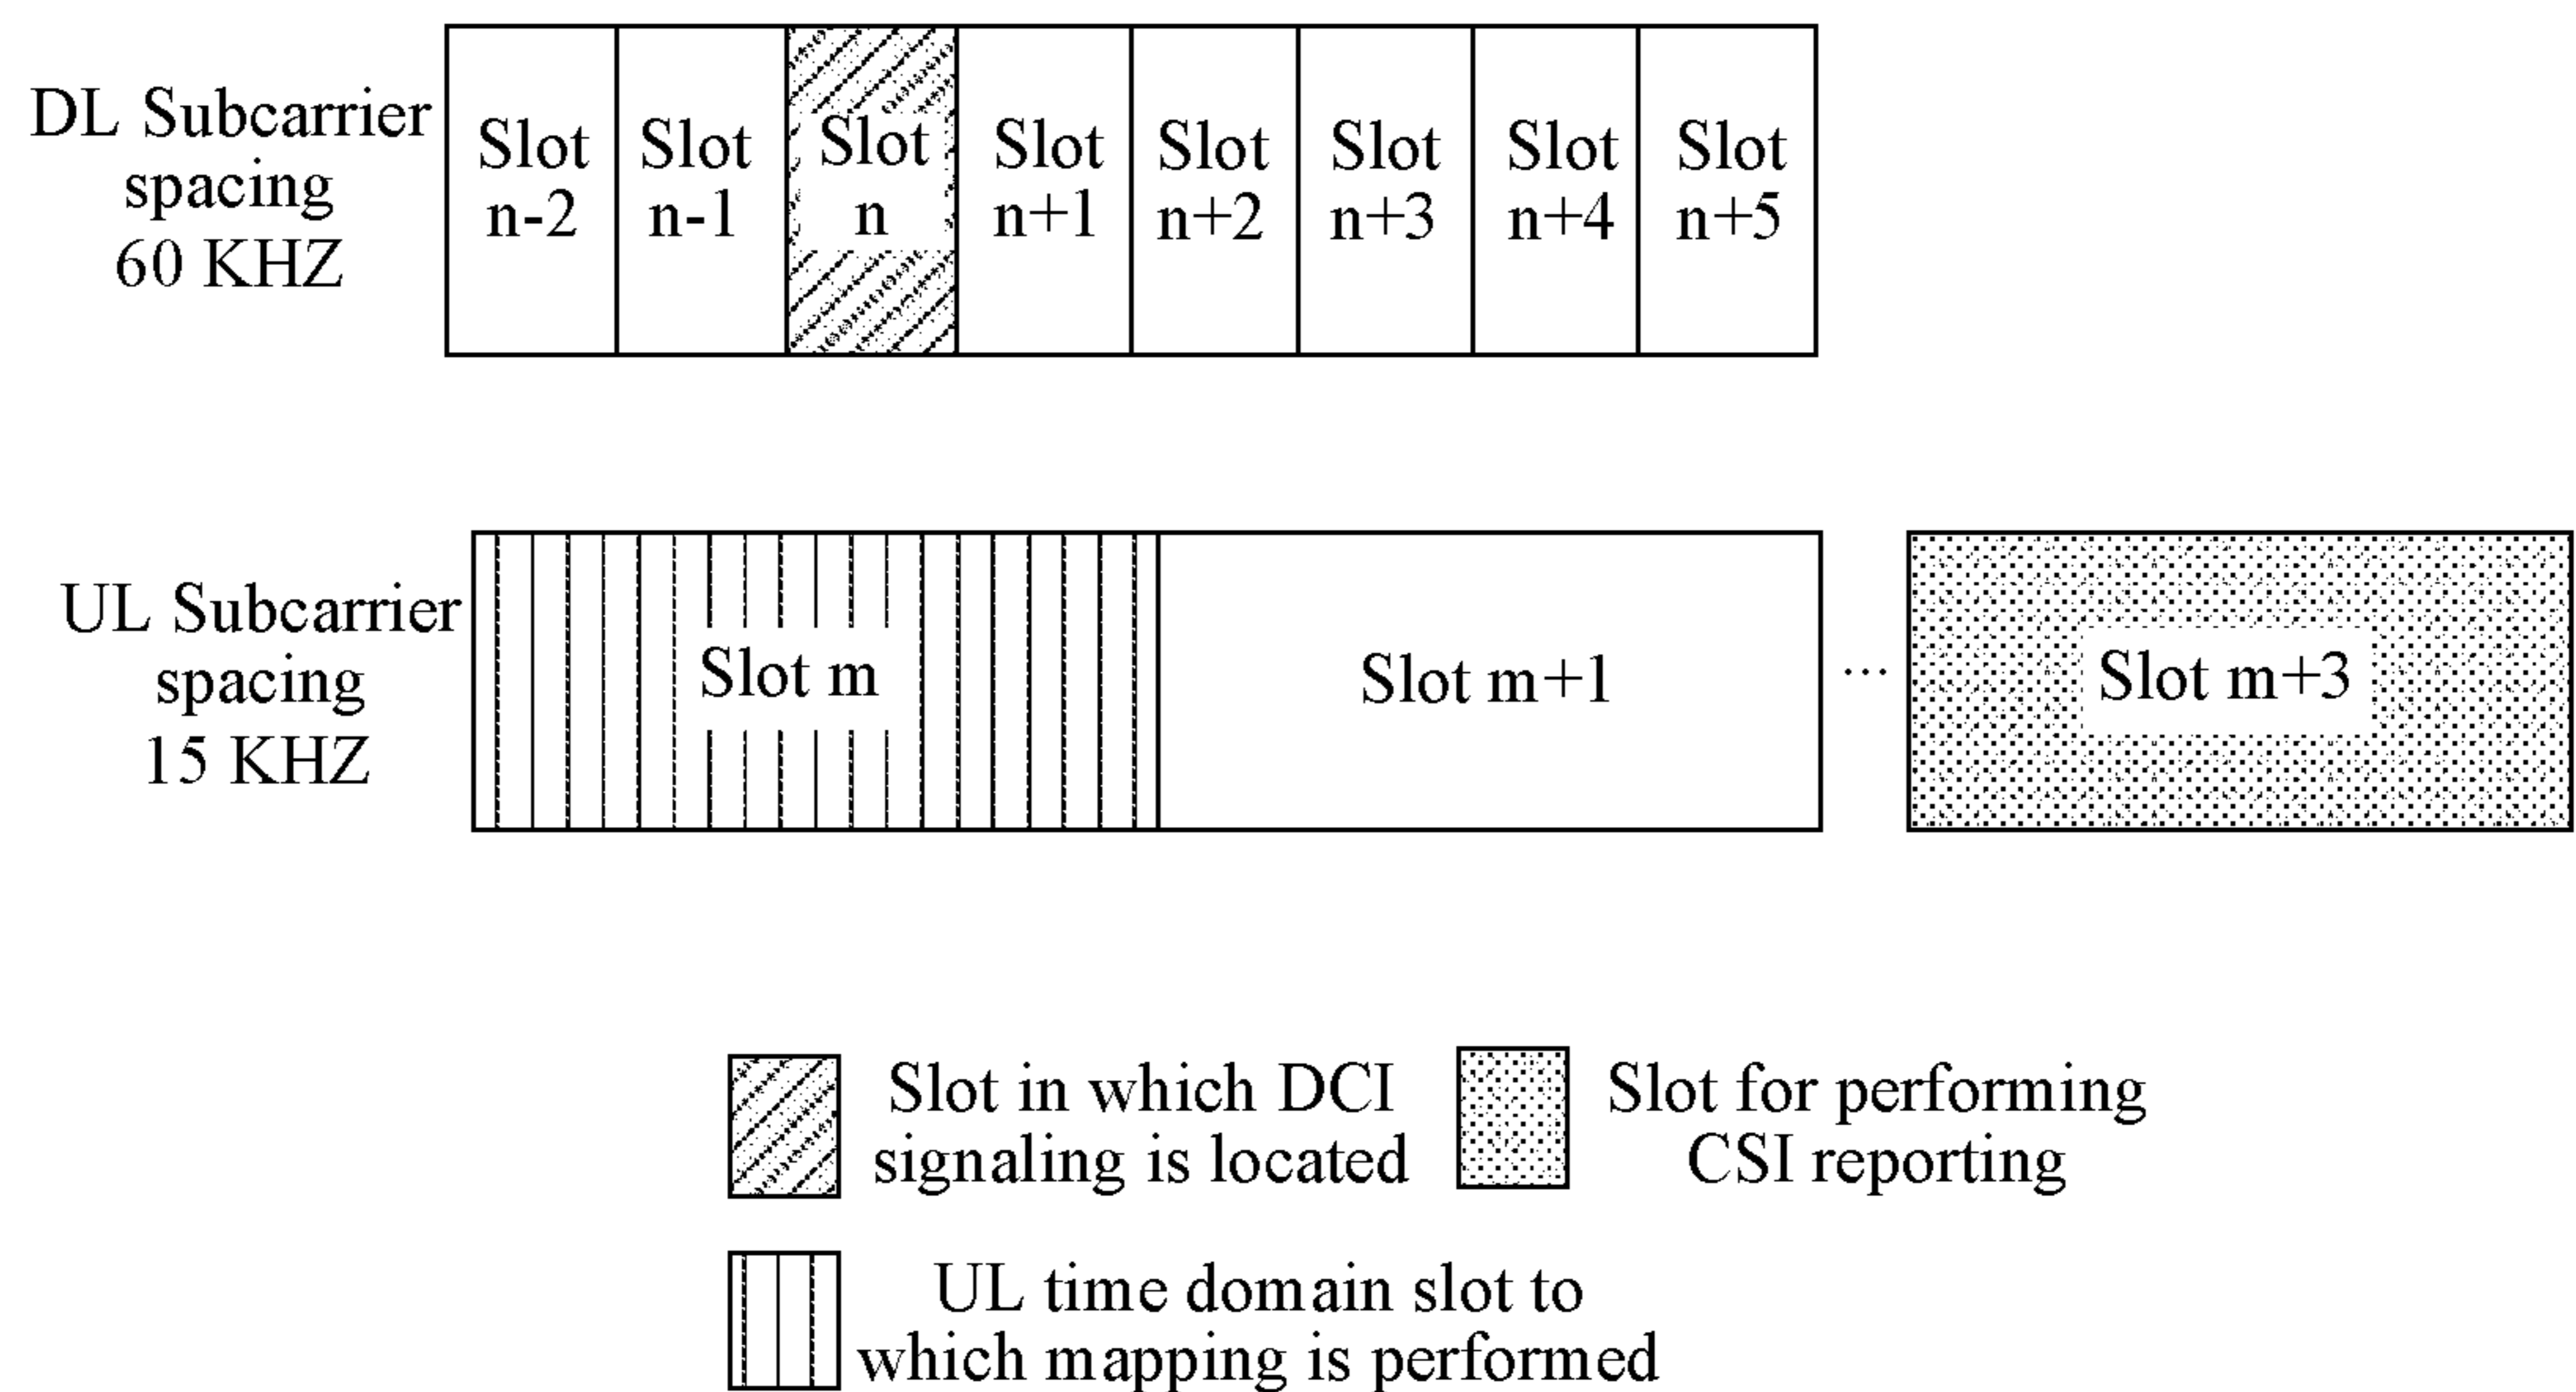 DL Subcarrier
spacing
60 KHZ
Slot
n-2
Slot
n-1
Slot
n
Slot
n+1
Slot
n+2
Slot
n+3
Slot
n+4
Slot
n+5
UL Subcarrier
spacing
15 KHZ
Slot m
Slot m+1
...
Slot m+3
Slot in which DCI
signaling is located
Slot for performing
CSI reporting
UL time domain slot to
which mapping is performed